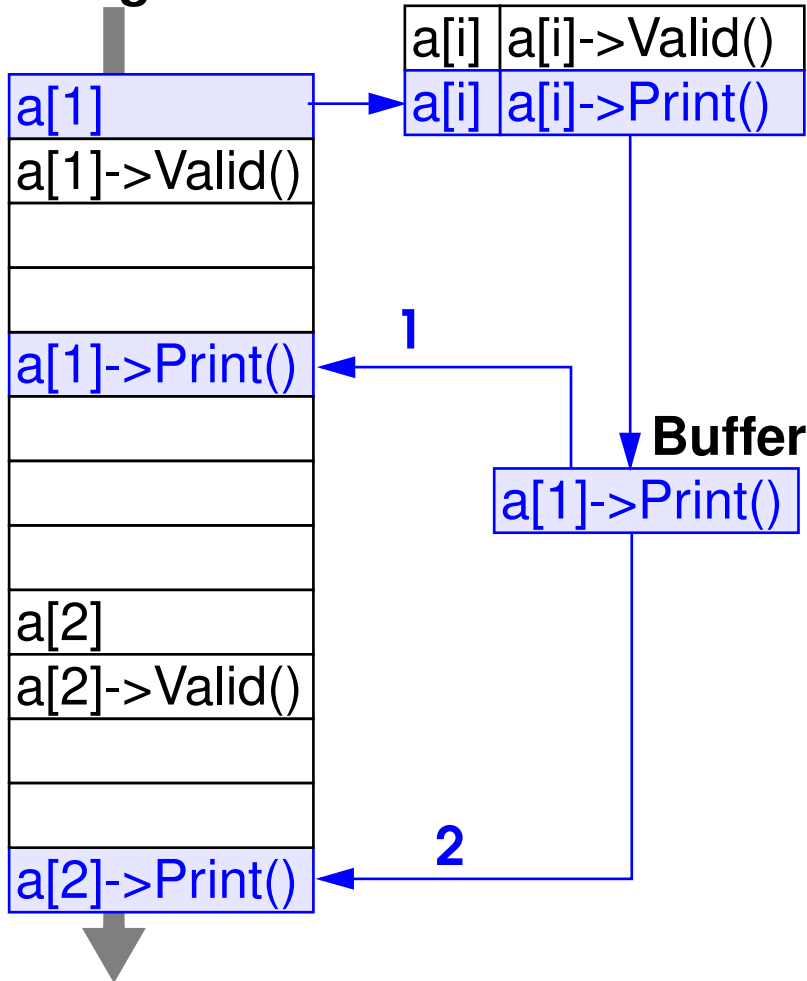 a[i] a[i]->Valid()
a[i] a[i]->Print()
a[1]
a[1]->Valid()
1
a[1]->Print()
Buffer
a[1]->Print()
a[2]
a[2]->Valid()
2
a[2]->Print()